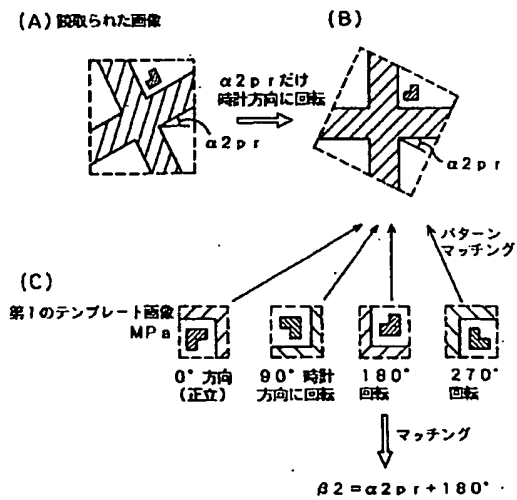 (A) 読取られた画像
(B)
α2prだけ
時計方向に回転
α2pr
α2pr
パターン
マッチング
(C)
第1のテンプレート画像
MPa
0°方向
(正立)
90°時計
方向に回転
180°
回転
270°
回転
マッチング
β2=α2pr+180°